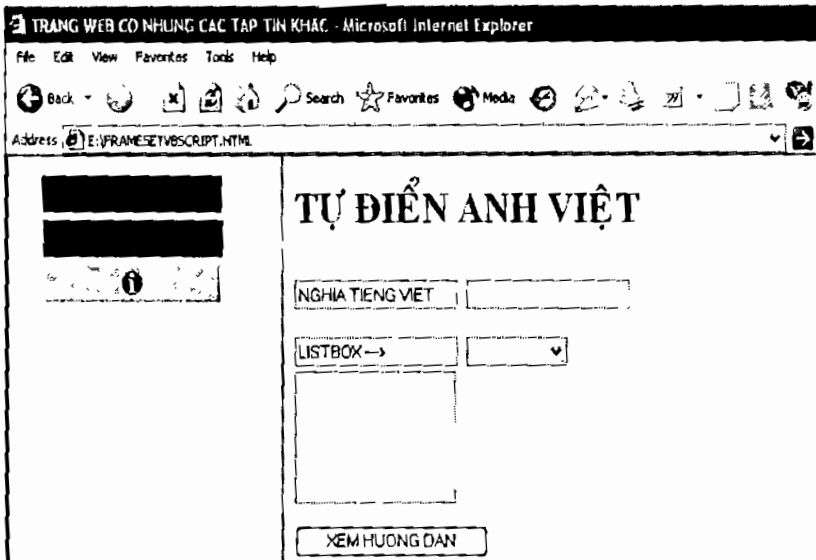 TRANG WEB CO NHUNG CAC TAP TIN KHAC - Microsoft Internet Explorer
File Edit View Favorites Tools Help
Back Search Favorites Media
Address E:\FRAMESETVBSCRIPT.HTML
TỰ ĐIỂN ANH VIỆT
NGHIA TIENG VIET
LISTBOX-->
XEM HUONG DAN